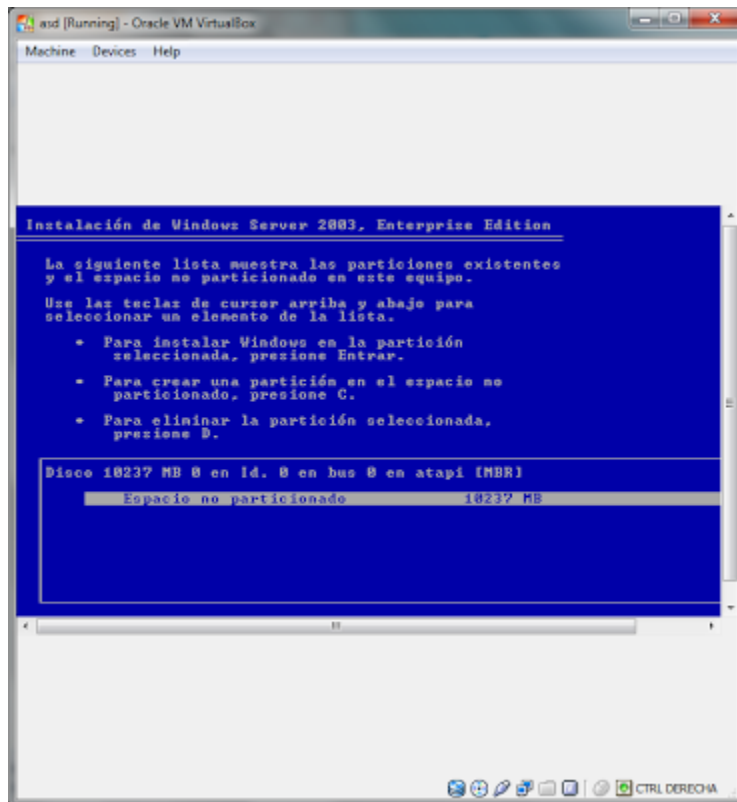 asd [Running] - Oracle VM VirtualBox
Machine Devices Help
Instalación de Windows Server 2003, Enterprise Edition
La siguiente lista muestra las particiones existentes
y el espacio no particionado en este equipo.
Use las teclas de cursor arriba y abajo para
seleccionar un elemento de la lista.
• Para instalar Windows en la partición
seleccionada, presione Entrar.
• Para crear una partición en el espacio no
particionado, presione C.
• Para eliminar la partición seleccionada,
presione D.
Disco 10237 MB 0 en Id. 0 en bus 0 en atapi [MBR]
Espacio no particionado 10237 MB
CTRL DERECHA